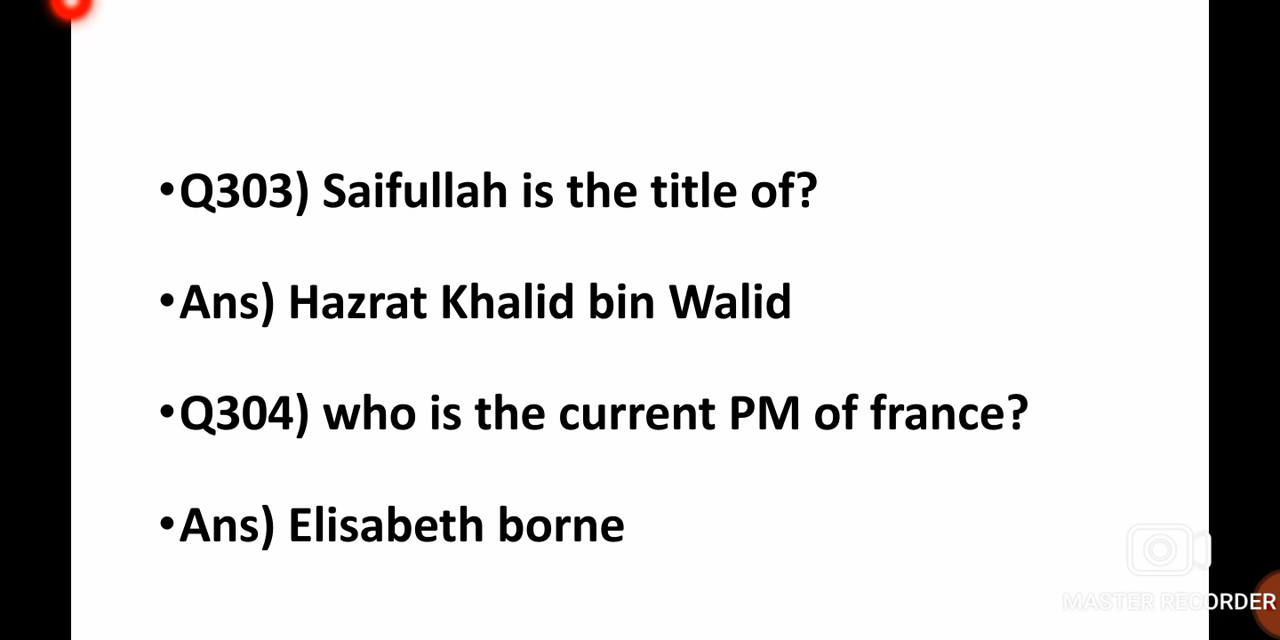 •Q303) Saifullah is the title of?
•Ans) Hazrat Khalid bin Walid
•Q304) who is the current PM of france?
•Ans) Elisabeth borne
MASTER RECORDER